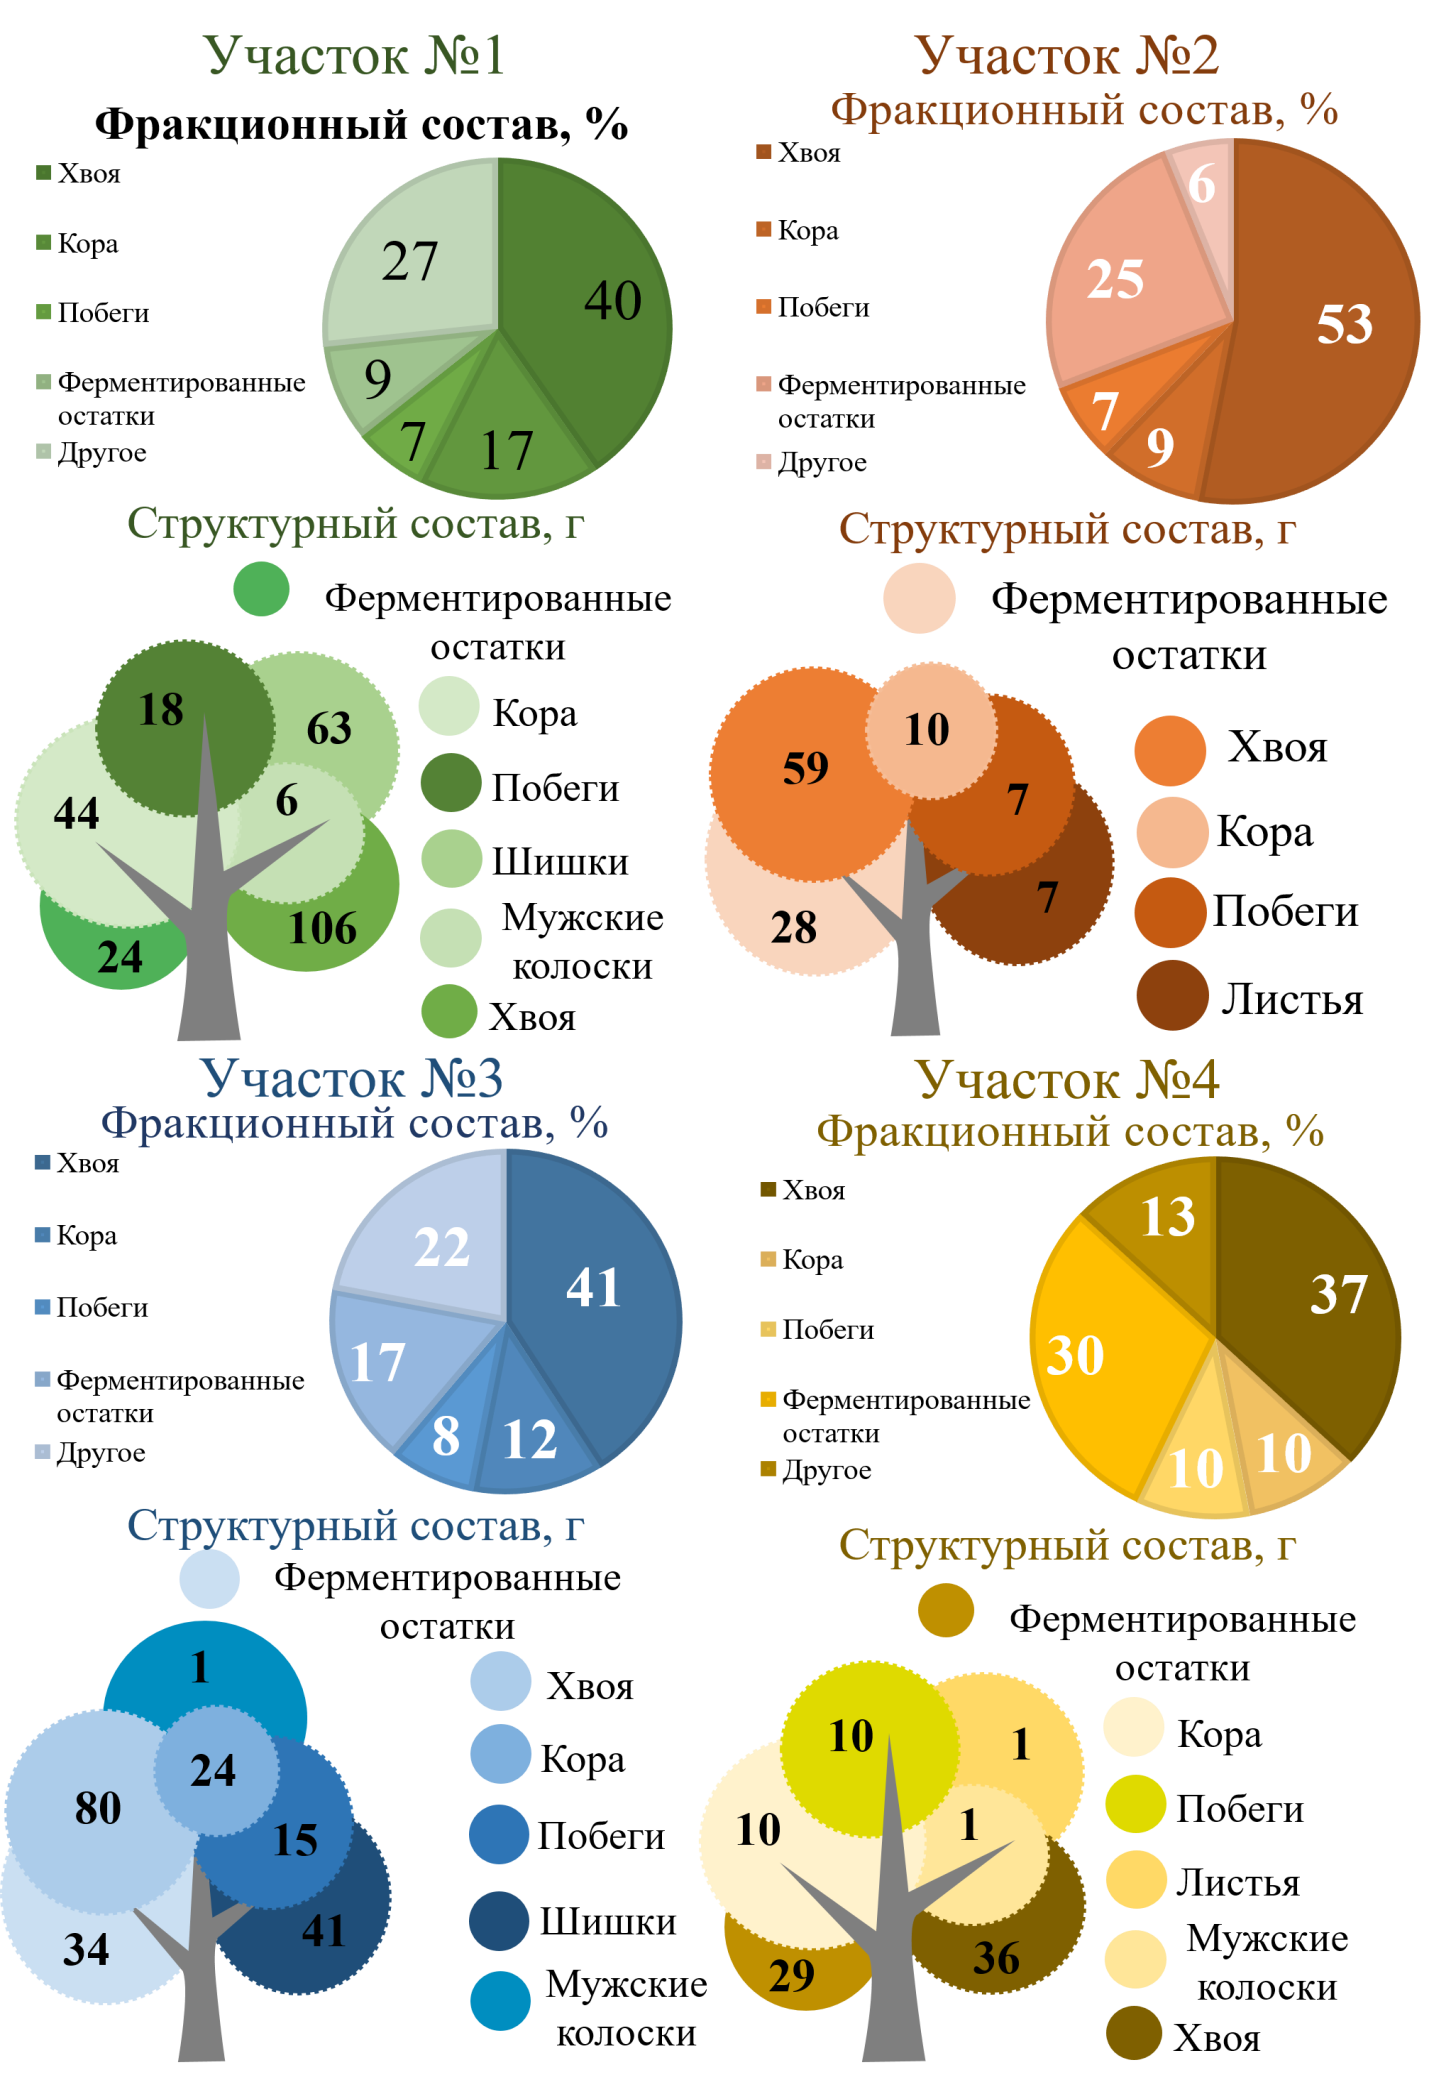 Участок №1
Фракционный состав, %
Хвоя
Кора
Побеги
Ферментированные
остатки
Другое
40
17
7
9
27
Структурный состав, г
Ферментированные
остатки
Кора
Побеги
Шишки
Мужские
колоски
Хвоя
18
63
6
44
106
24
Участок №2
Фракционный состав, %
Хвоя
Кора
Побеги
Ферментированные
остатки
Другое
53
9
7
25
6
Структурный состав, г
Ферментированные
остатки
Хвоя
Кора
Побеги
Листья
10
59
7
7
28
Участок №3
Фракционный состав, %
Хвоя
Кора
Побеги
Ферментированные
остатки
Другое
41
12
8
17
22
Структурный состав, г
Ферментированные
остатки
Хвоя
Кора
Побеги
Шишки
Мужские
колоски
1
24
80
15
41
34
Участок №4
Фракционный состав, %
Хвоя
Кора
Побеги
Ферментированные
остатки
Другое
37
10
10
30
13
Структурный состав, г
Ферментированные
остатки
Кора
Побеги
Листья
Мужские
колоски
Хвоя
10
1
1
10
36
29